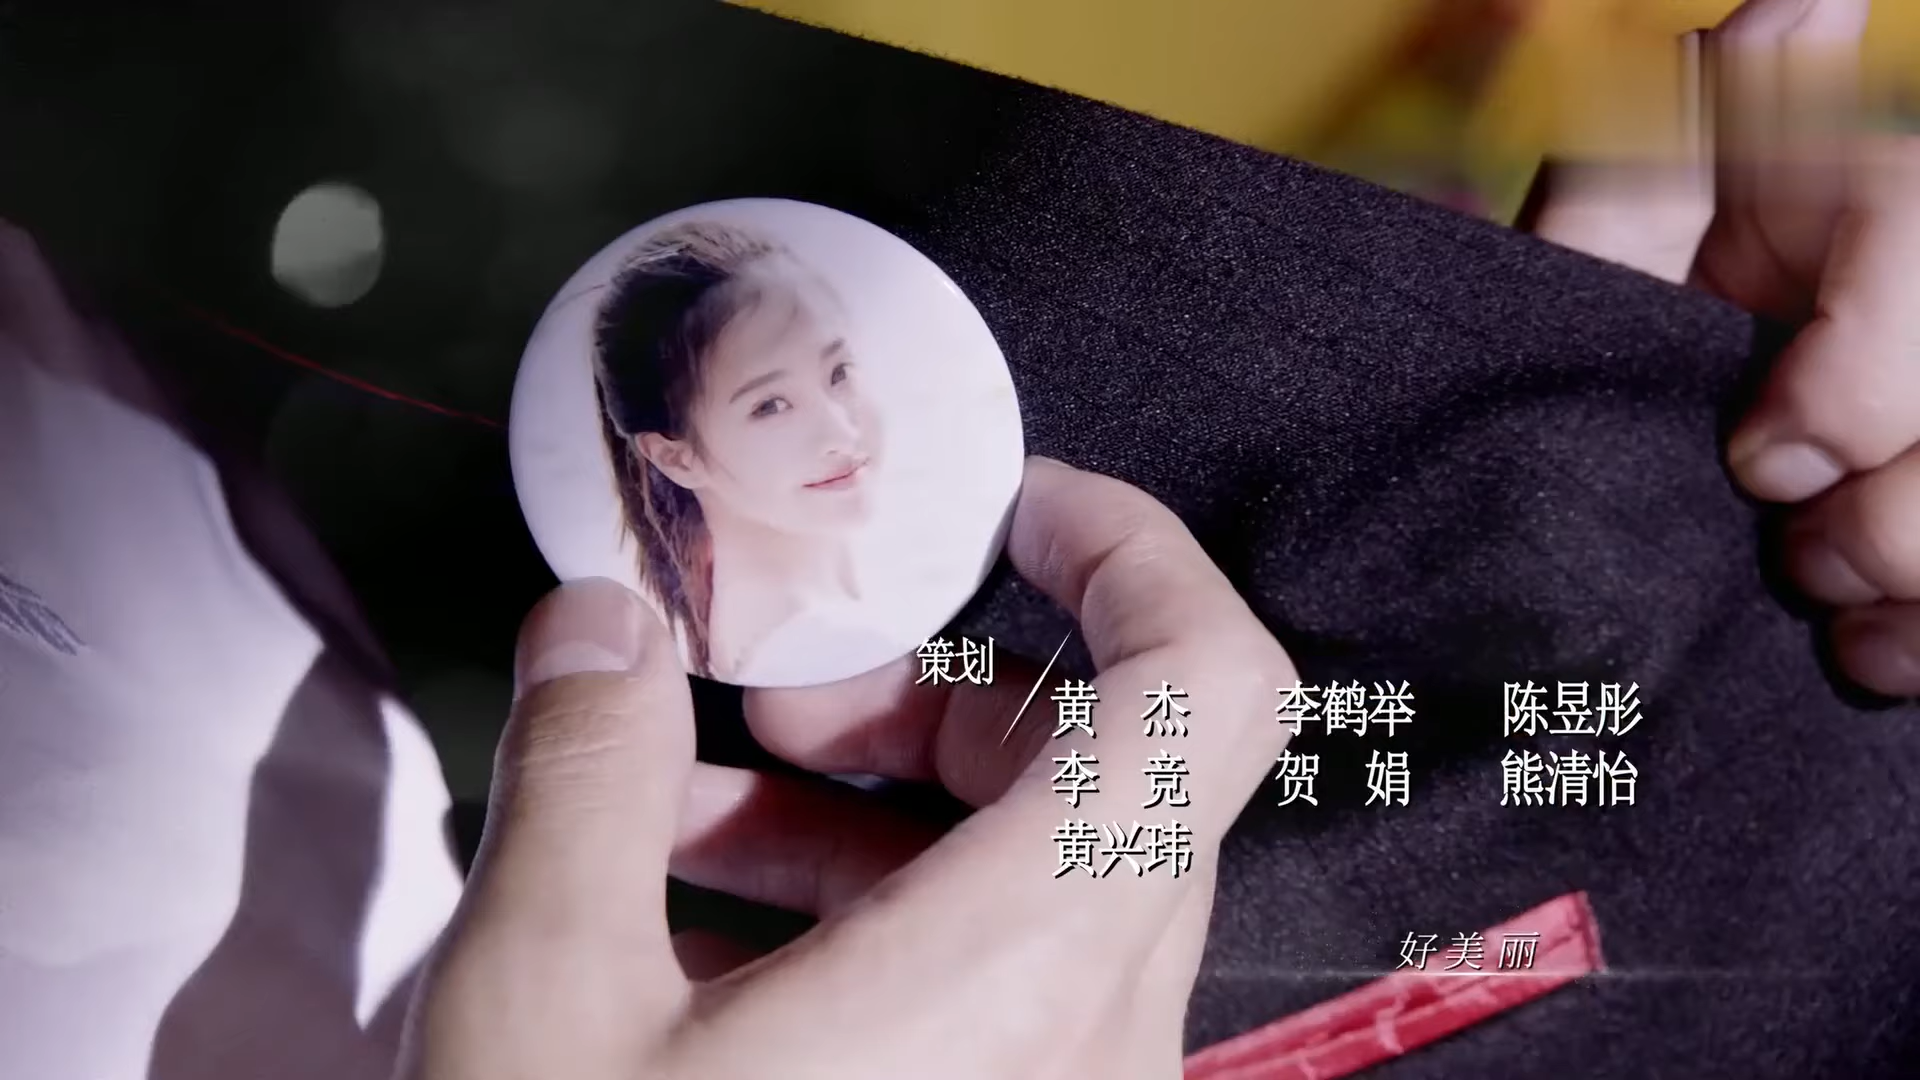 策划
黄 杰 李鹤举 陈昱彤
李 竞 贺 娟 熊清怡
黄兴玮
好美丽